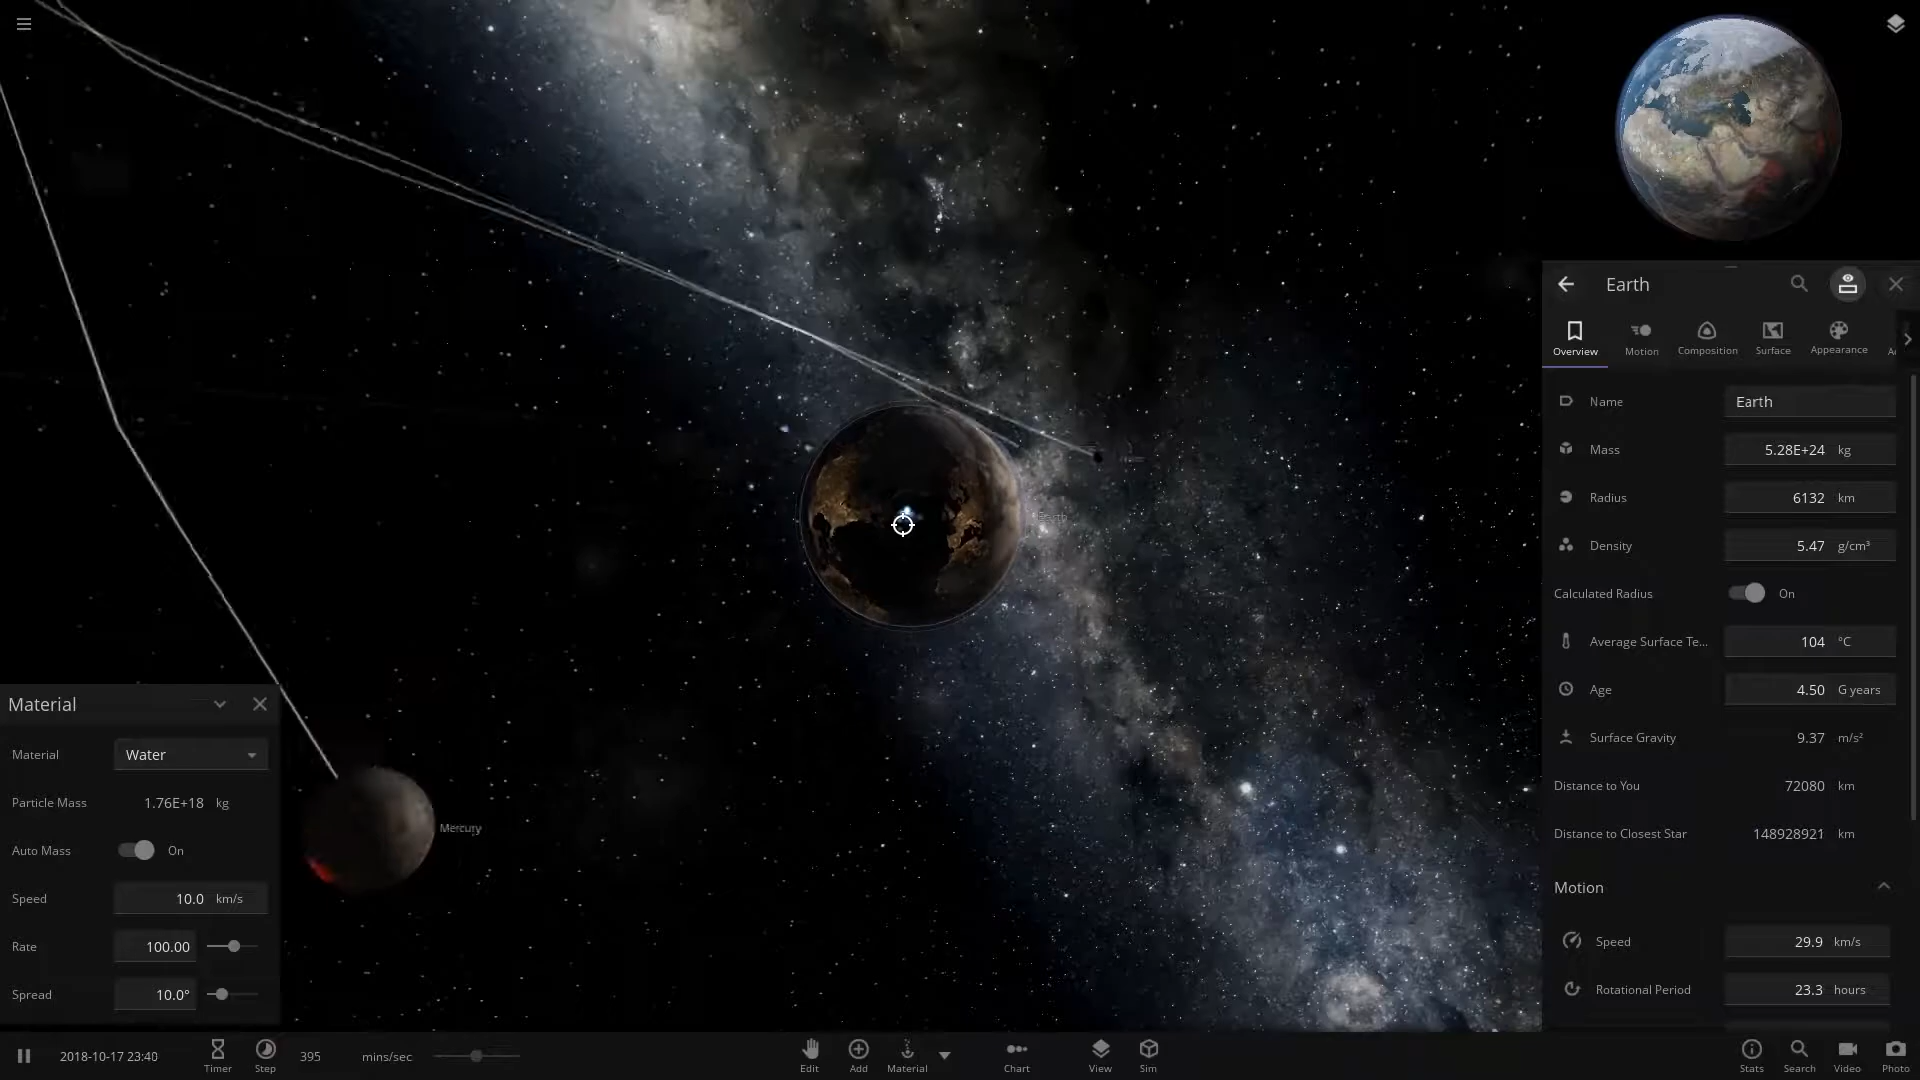 Earth
Overview
Motion
Composition
Surface
Appearance
Name
Earth
Mass
5.28E+24 kg
Radius
6132 km
Density
5.47 g/cm³
Calculated Radius
On
Average Surface Te...
104 °C
Age
4.50 G years
Surface Gravity
9.37 m/s²
Distance to You
72080 km
Distance to Closest Star
148928921 km
Motion
Speed
29.9 km/s
Rotational Period
23.3 hours
Earth
Mercury
Material
Material
Water
Particle Mass
1.76E+18 kg
Auto Mass
On
Speed
10.0 km/s
Rate
100.00
Spread
10.0°
2018-10-17 23:40
Timer
Step
395 mins/sec
Edit
Add
Material
Chart
View
Sim
Stats
Search
Video
Photo